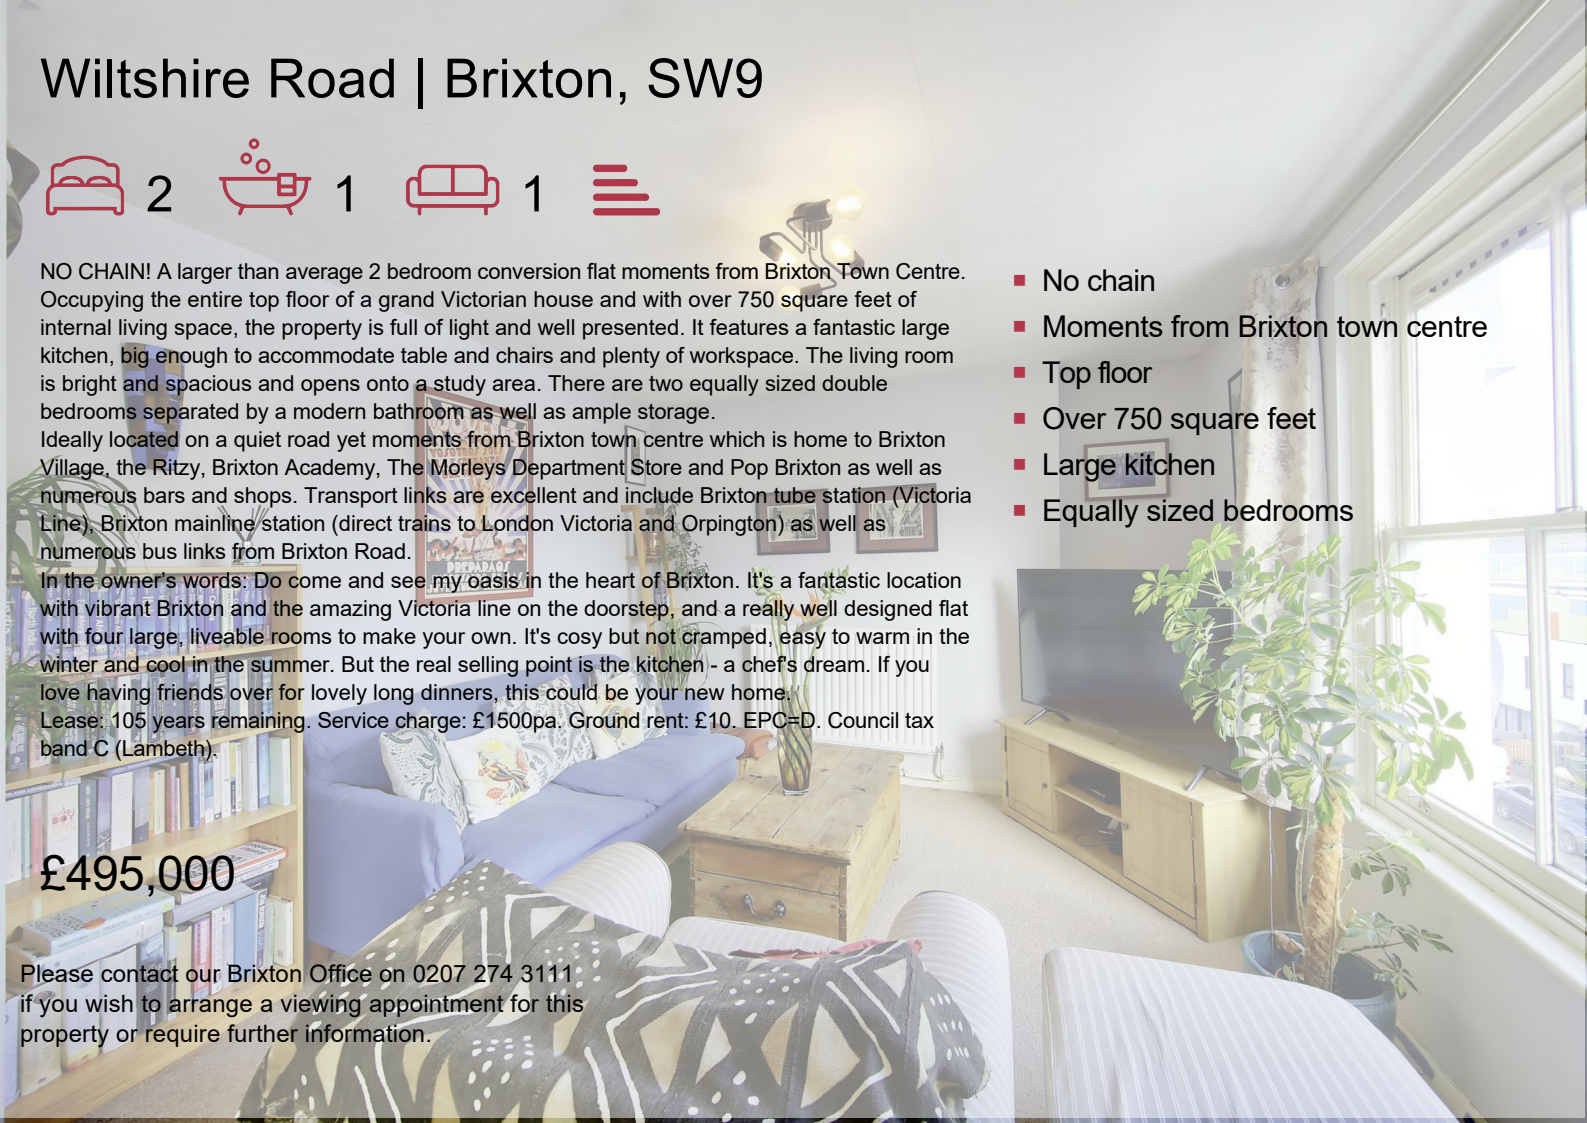 Wiltshire Road | Brixton, SW9
2 1 1
NO CHAIN! A larger than average 2 bedroom conversion flat moments from Brixton Town Centre.
Occupying the entire top floor of a grand Victorian house and with over 750 square feet of
internal living space, the property is full of light and well presented. It features a fantastic large
kitchen, big enough to accommodate table and chairs and plenty of workspace. The living room
is bright and spacious and opens onto a study area. There are two equally sized double
bedrooms separated by a modern bathroom as well as ample storage.
Ideally located on a quiet road yet moments from Brixton town centre which is home to Brixton
Village, the Ritzy, Brixton Academy, The Morleys Department Store and Pop Brixton as well as
numerous bars and shops. Transport links are excellent and include Brixton tube station (Victoria
Line), Brixton mainline station (direct trains to London Victoria and Orpington) as well as
numerous bus links from Brixton Road.
In the owner's words: Do come and see my oasis in the heart of Brixton. It's a fantastic location
with vibrant Brixton and the amazing Victoria line on the doorstep, and a really well designed flat
with four large, liveable rooms to make your own. It's cosy but not cramped, easy to warm in the
winter and cool in the summer. But the real selling point is the kitchen - a chef's dream. If you
love having friends over for lovely long dinners, this could be your new home.
Lease: 105 years remaining. Service charge: £1500pa. Ground rent: £10. EPC=D. Council tax
band C (Lambeth).
No chain
Moments from Brixton town centre
Top floor
Over 750 square feet
Large kitchen
Equally sized bedrooms
£495,000
Please contact our Brixton Office on 0207 274 3111
if you wish to arrange a viewing appointment for this
property or require further information.
PREPARAOS